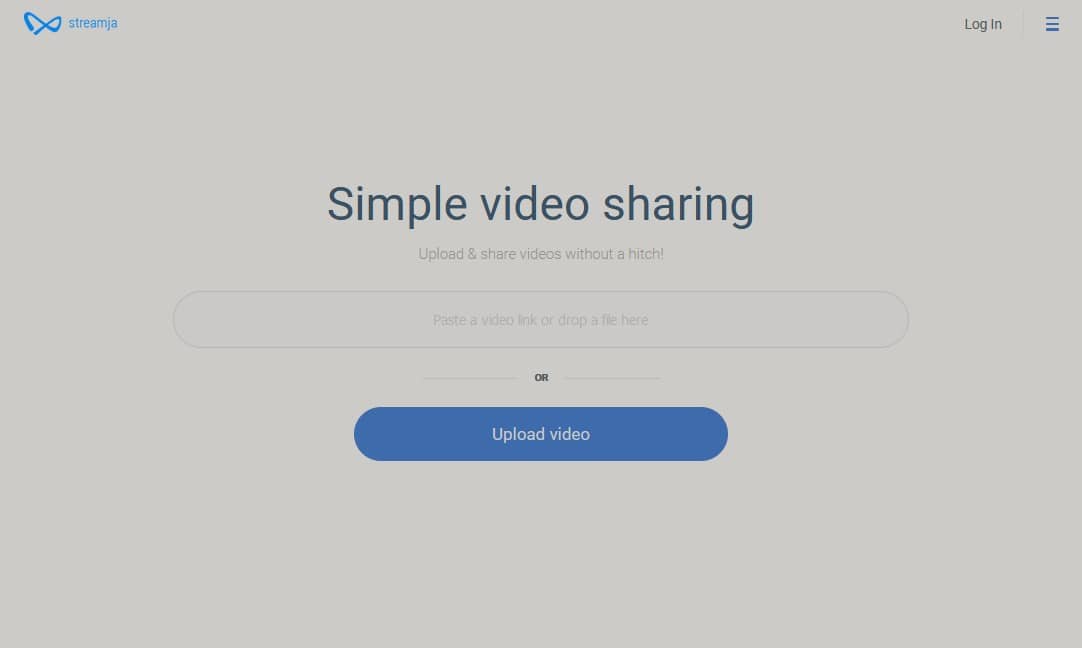 streamja
Log In
Simple video sharing
Upload & share videos without a hitch!
Paste a video link or drop a file here
OR
Upload video